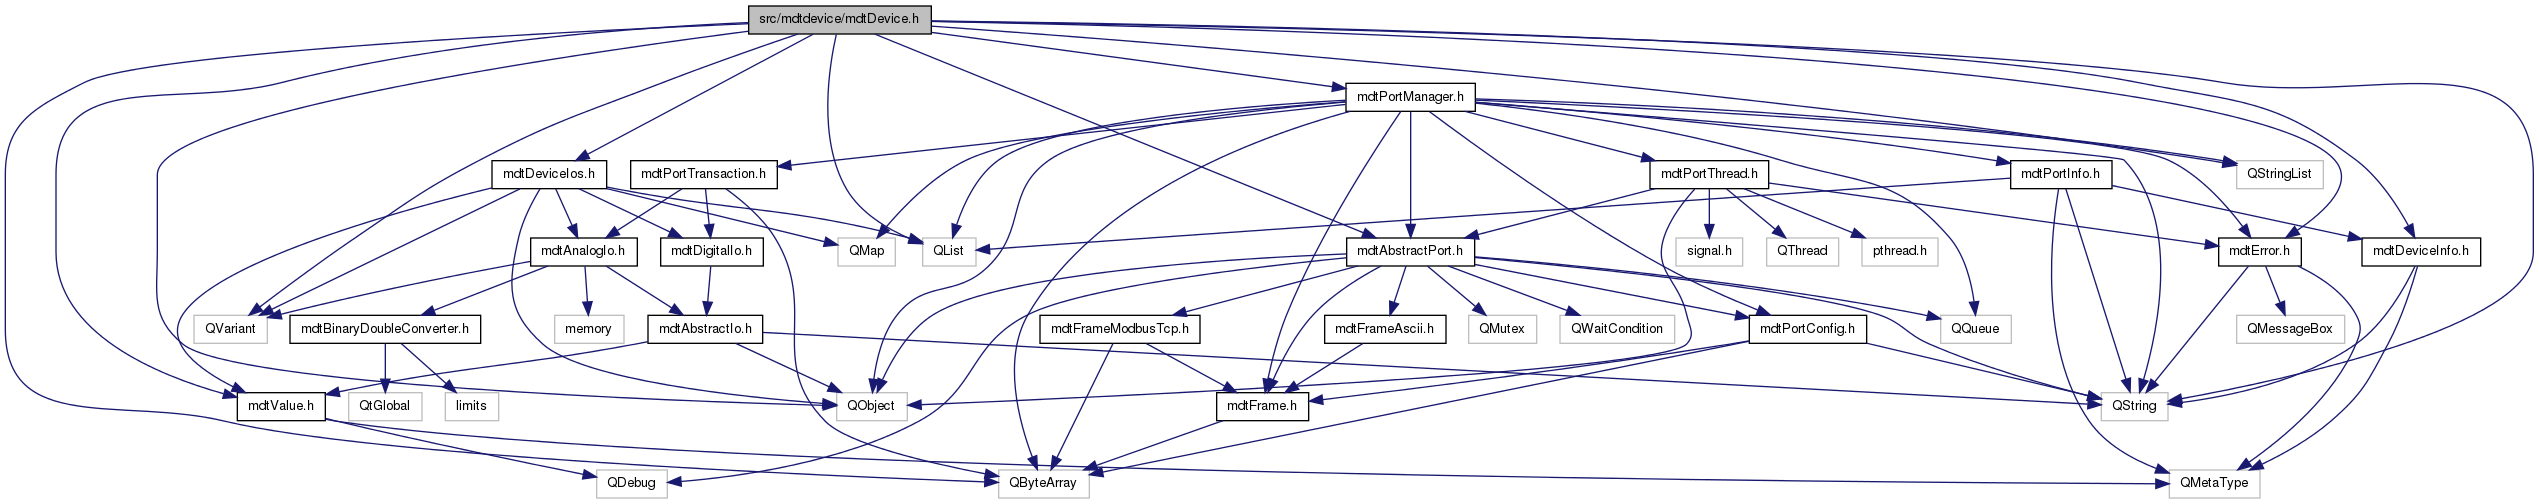 src/mdtdevice/mdtDevice.h
mdtPortManager.h
mdtDeviceIos.h
mdtPortTransaction.h
mdtPortThread.h
mdtPortInfo.h
QStringList
mdtAnalogIo.h
mdtDigitalIo.h
QMap
QList
mdtAbstractPort.h
signal.h
QThread
pthread.h
mdtError.h
mdtDeviceInfo.h
QVariant
mdtBinaryDoubleConverter.h
memory
mdtAbstractIo.h
mdtFrameModbusTcp.h
mdtFrameAscii.h
QMutex
QWaitCondition
mdtPortConfig.h
QQueue
QMessageBox
mdtValue.h
QtGlobal
limits
QObject
mdtFrame.h
QString
QDebug
QByteArray
QMetaType